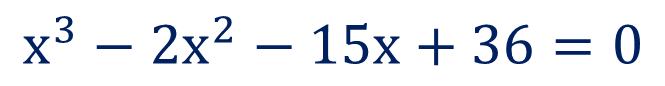 x³ − 2x² − 15x + 36 = 0